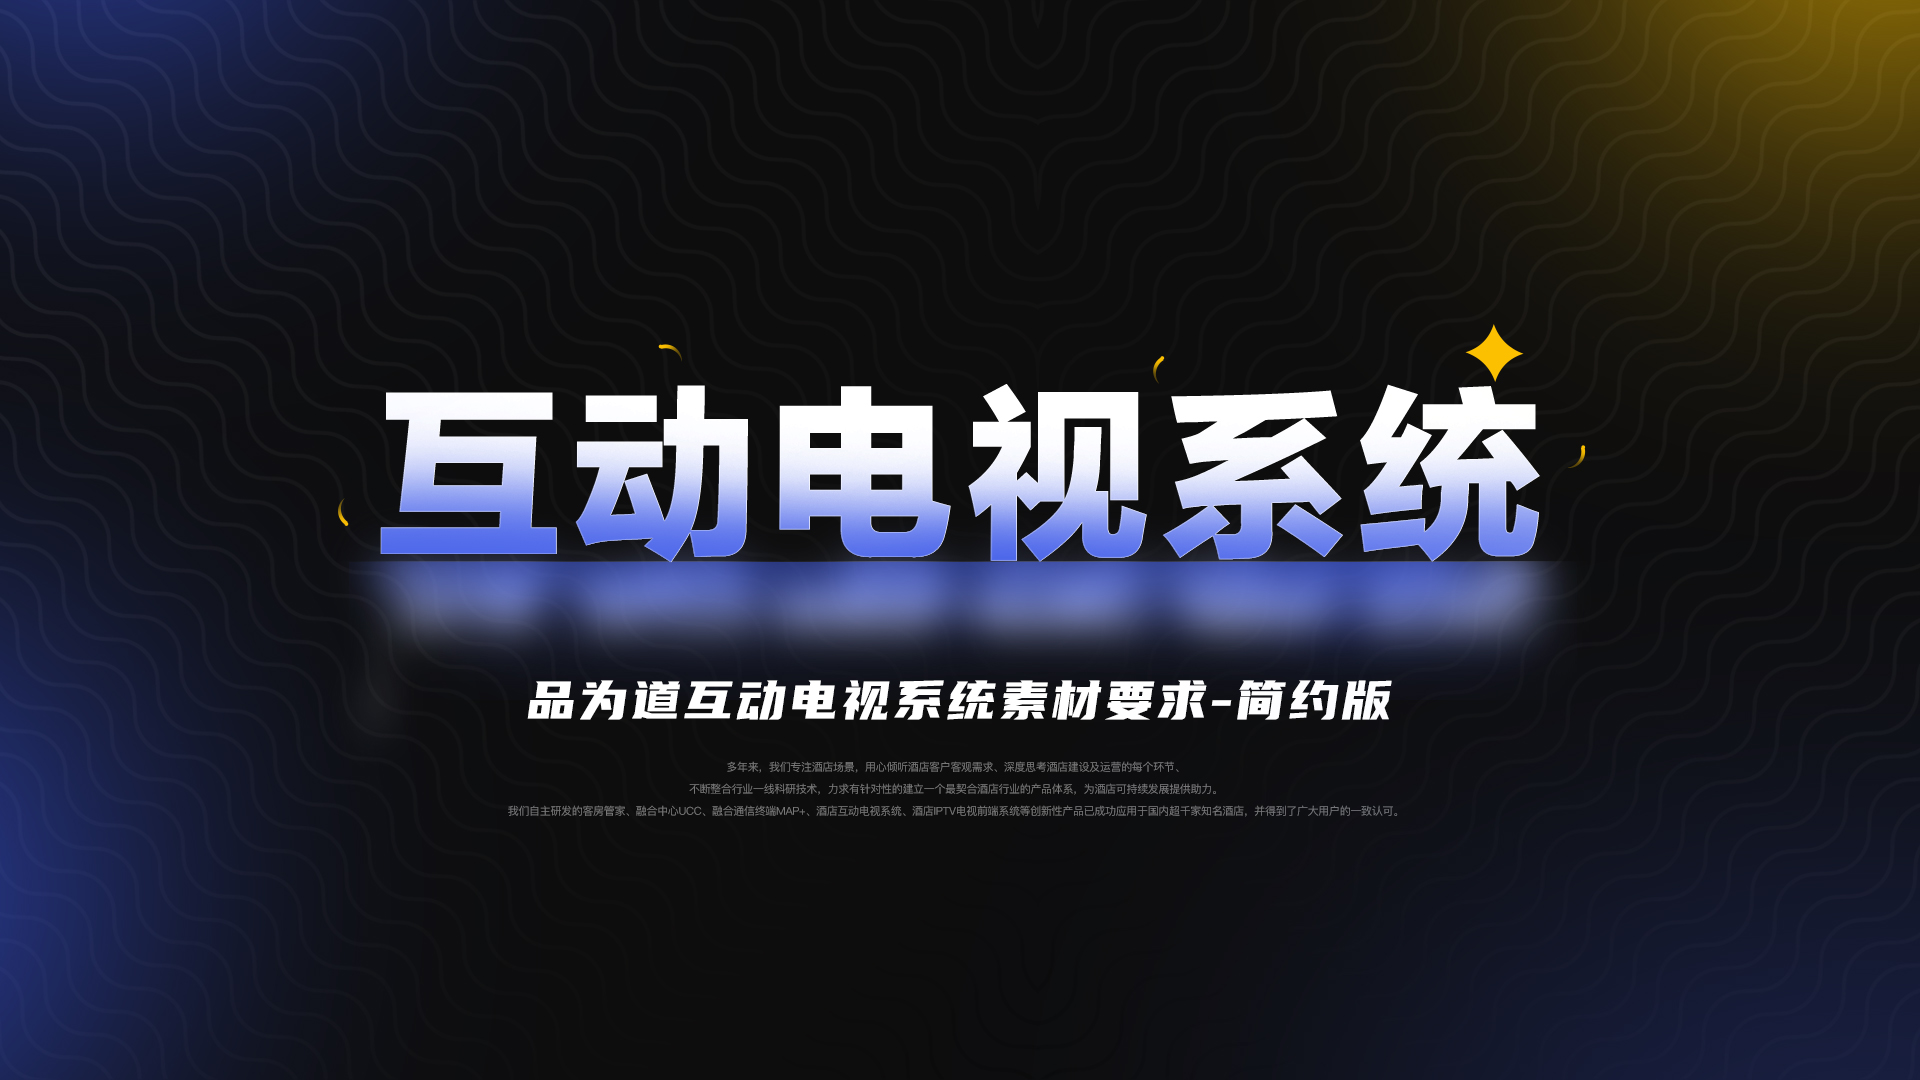 互动电视系统
品为道互动电视系统素材要求-简约版
多年来，我们专注酒店场景，用心倾听酒店客户客观需求、深度思考酒店建设及运营的每个环节、
不断整合行业一线科研技术，力求有针对性的建立一个最契合酒店行业的产品体系，为酒店可持续发展提供助力。
我们自主研发的客房管家、融合中心UCC、融合通信终端MAP+、酒店互动电视系统、酒店IPTV电视前端系统等创新性产品已成功应用于国内超千家知名酒店，并得到了广大用户的一致认可。